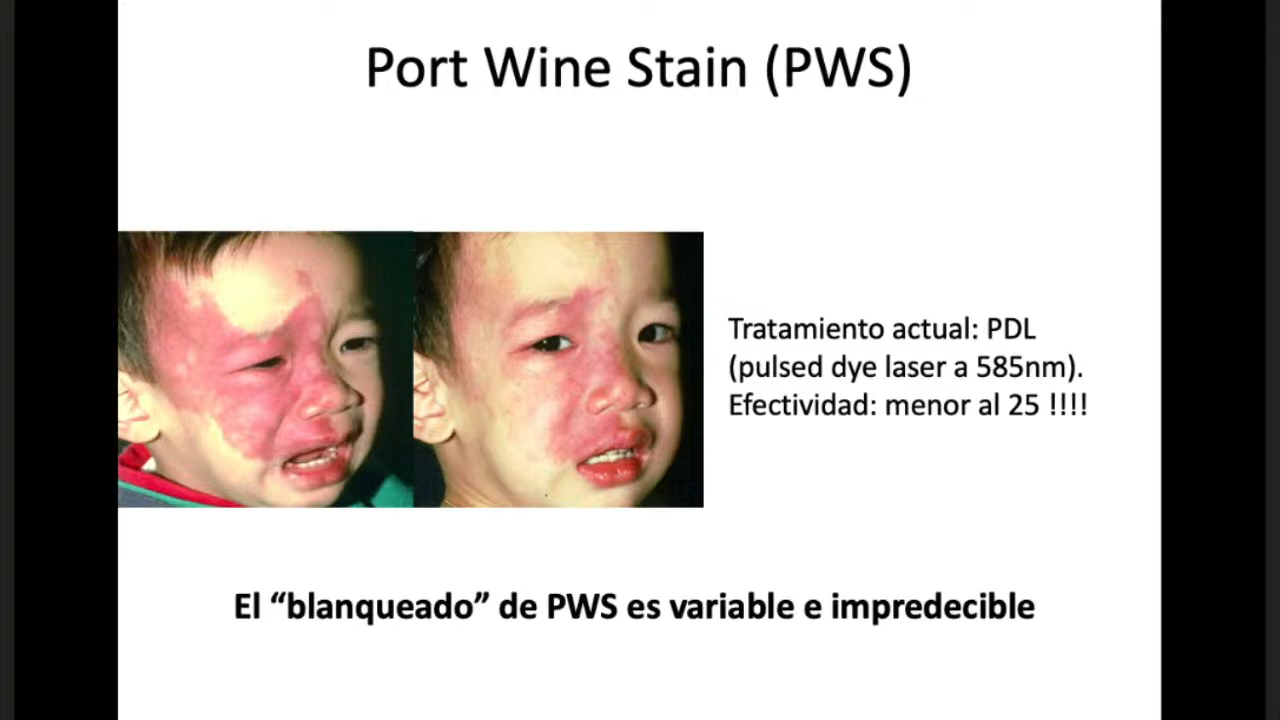 Port Wine Stain (PWS)
Tratamiento actual: PDL
(pulsed dye laser a 585nm).
Efectividad: menor al 25 !!!!
El “blanqueado” de PWS es variable e impredecible